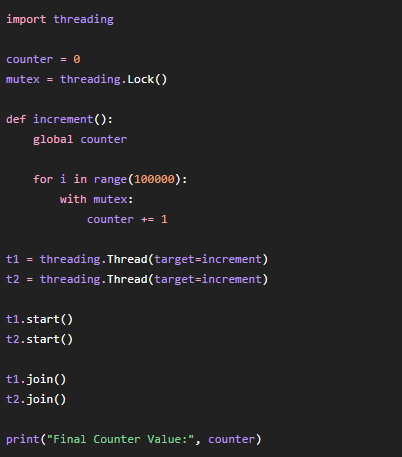 import threading

counter = 0
mutex = threading.Lock()

def increment():
    global counter

    for i in range(100000):
        with mutex:
            counter += 1

t1 = threading.Thread(target=increment)
t2 = threading.Thread(target=increment)

t1.start()
t2.start()

t1.join()
t2.join()

print("Final Counter Value:", counter)